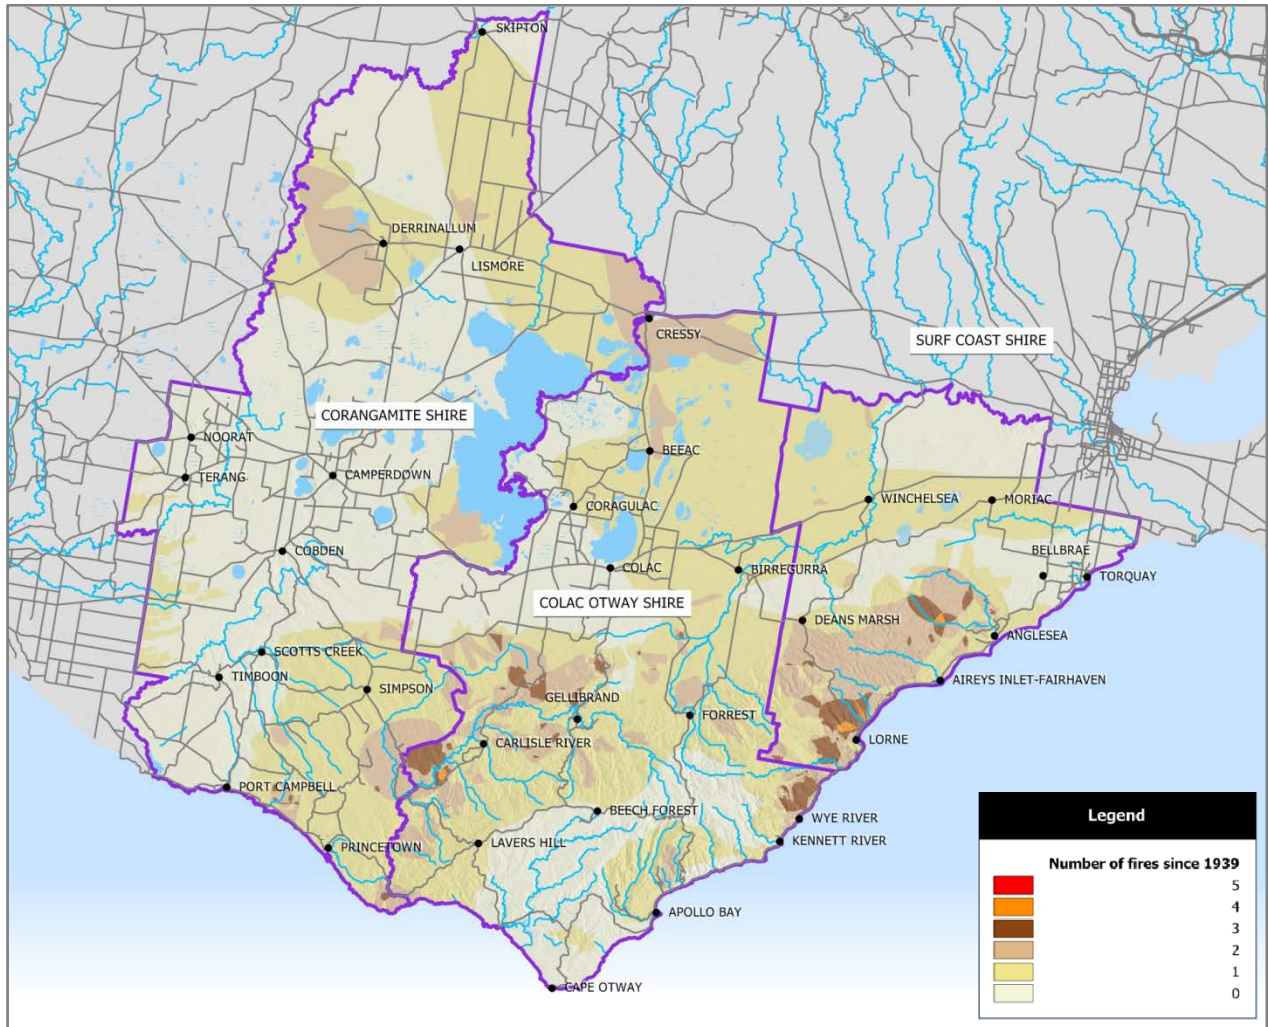 SKIPTON
DERRINALLUM
LISMORE
CRESSY
SURF COAST SHIRE
CORANGAMITE SHIRE
NOORAT
BEEAC
TERANG
CAMPERDOWN
WINCHELSEA
MORIAC
CORAGULAC
COBDEN
BELLBRAE
COLAC
BIRREGURRA
TORQUAY
COLAC OTWAY SHIRE
DEANS MARSH
ANGLESEA
SCOTTS CREEK
TIMBOON
AIREYS INLET-FAIRHAVEN
SIMPSON
GELLIBRAND
FORREST
CARLISLE RIVER
LORNE
PORT CAMPBELL
BEECH FOREST
WYE RIVER
KENNETT RIVER
PRINCETOWN
LAVERS HILL
APOLLO BAY
CAPE OTWAY
Legend
Number of fires since 1939
5
4
3
2
1
0